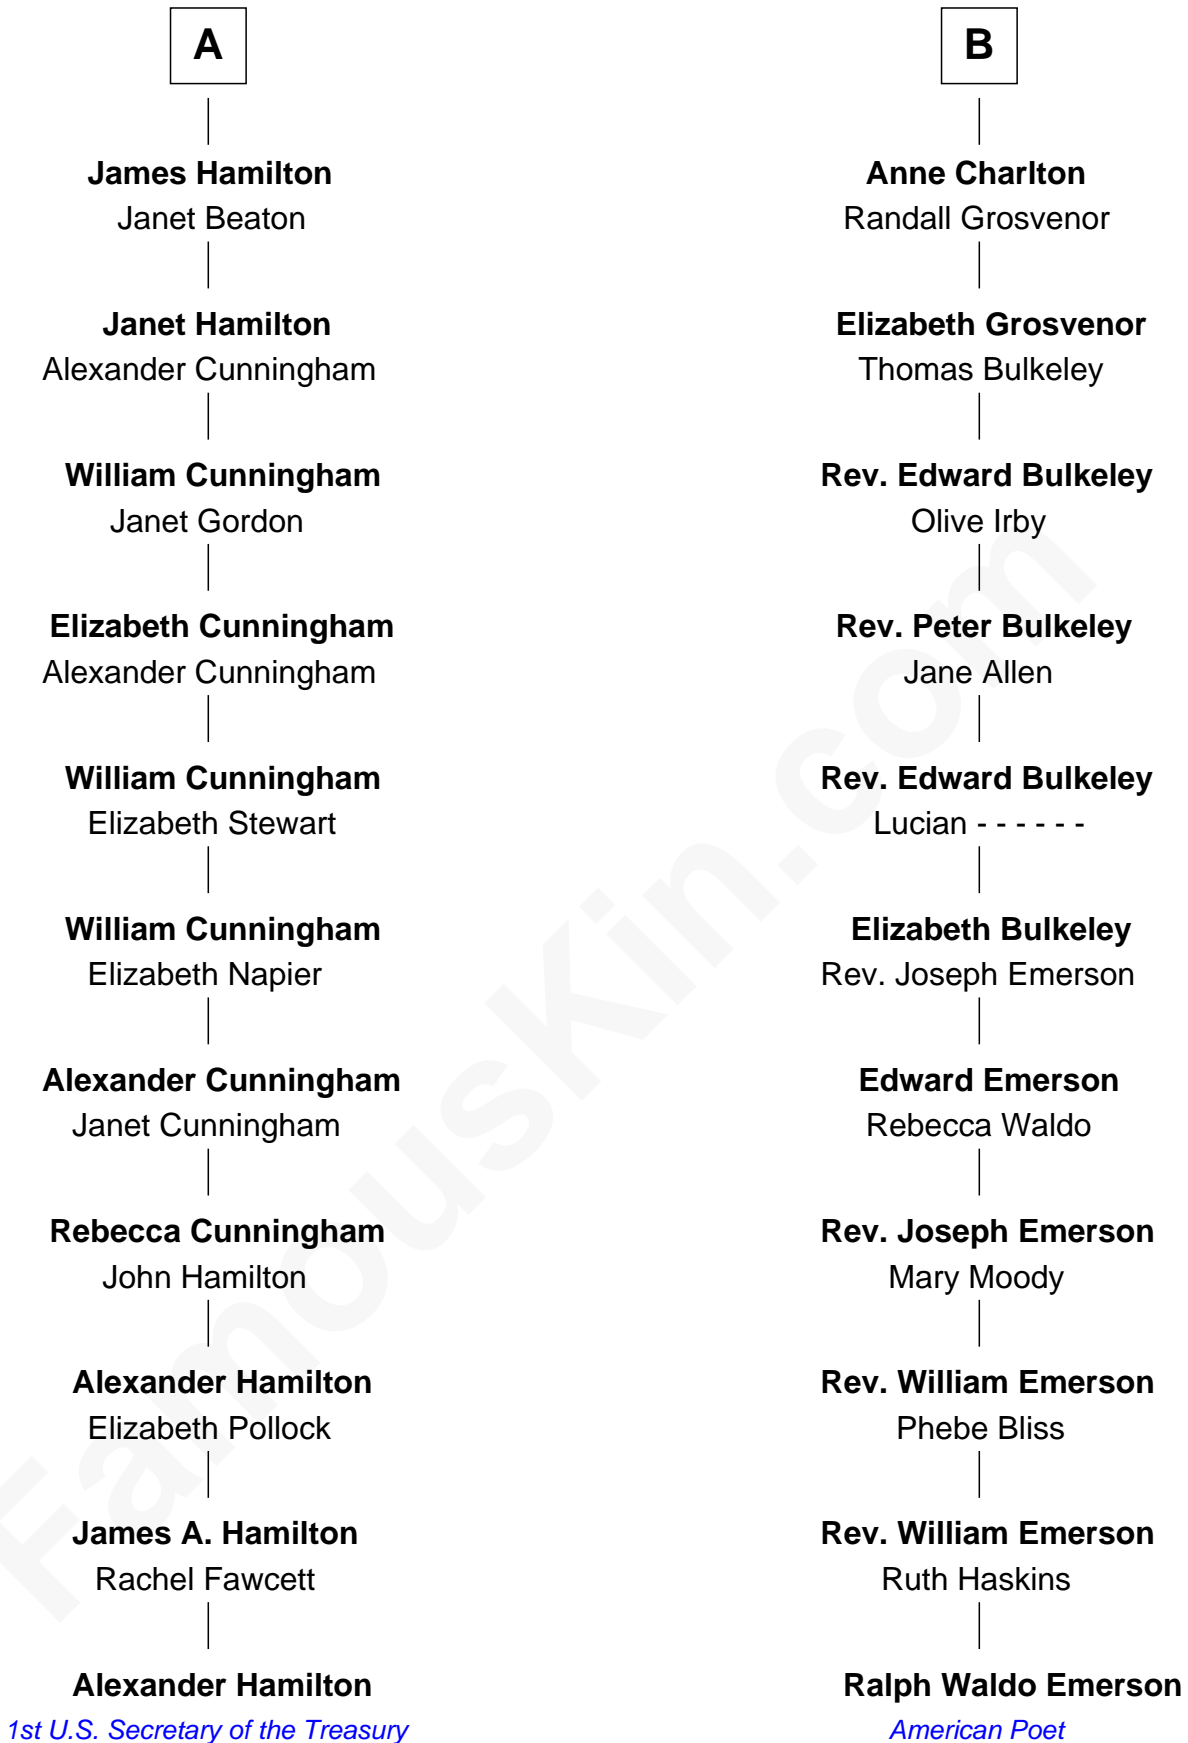 A
James Hamilton
Janet Beaton
Janet Hamilton
Alexander Cunningham
William Cunningham
Janet Gordon
Elizabeth Cunningham
Alexander Cunningham
William Cunningham
Elizabeth Stewart
William Cunningham
Elizabeth Napier
Alexander Cunningham
Janet Cunningham
Rebecca Cunningham
John Hamilton
Alexander Hamilton
Elizabeth Pollock
James A. Hamilton
Rachel Fawcett
Alexander Hamilton
1st U.S. Secretary of the Treasury
B
Anne Charlton
Randall Grosvenor
Elizabeth Grosvenor
Thomas Bulkeley
Rev. Edward Bulkeley
Olive Irby
Rev. Peter Bulkeley
Jane Allen
Rev. Edward Bulkeley
Lucian - - - - - -
Elizabeth Bulkeley
Rev. Joseph Emerson
Edward Emerson
Rebecca Waldo
Rev. Joseph Emerson
Mary Moody
Rev. William Emerson
Phebe Bliss
Rev. William Emerson
Ruth Haskins
Ralph Waldo Emerson
American Poet
FamousKin.com